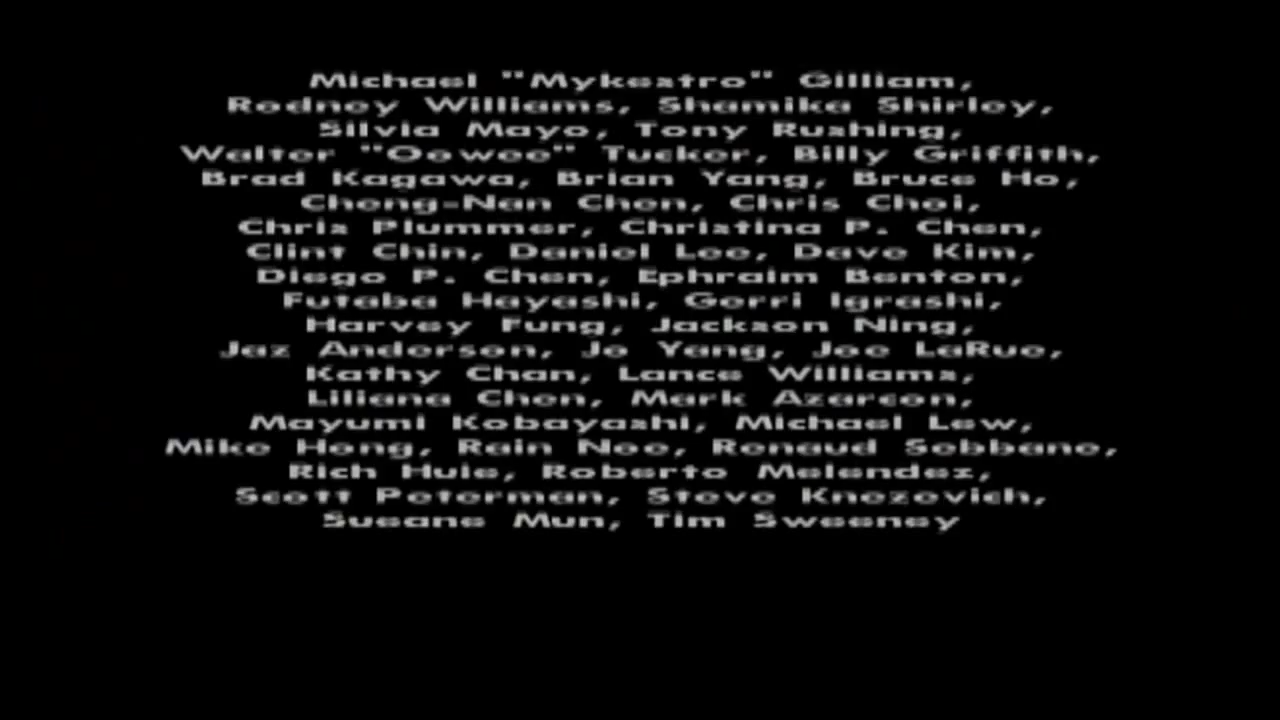 Michael "Mykestro" Gilliam,
Rodney Williams, Shamika Shirley,
Silvia Mayo, Tony Rushing,
Walter "Oewee" Tucker, Billy Griffith,
Brad Kagawa, Brian Yang, Bruce Ho,
Cheng-Nan Chen, Chris Choi,
Chris Plummer, Christina P. Chen,
Clint Chin, Daniel Lee, Dave Kim,
Diego P. Chen, Ephraim Benton,
Futaba Hayashi, Gerri Igrashi,
Harvey Fung, Jackson Ning,
Jaz Anderson, Jo Yang, Joe LaRue,
Kathy Chan, Lance Williams,
Liliana Chen, Mark Azarcon,
Mayumi Kobayashi, Michael Lew,
Mike Hong, Rain Noe, Renaud Sebbane,
Rich Huie, Roberto Melendez,
Scott Peterman, Steve Knezevich,
Mun, Tim Sweeney